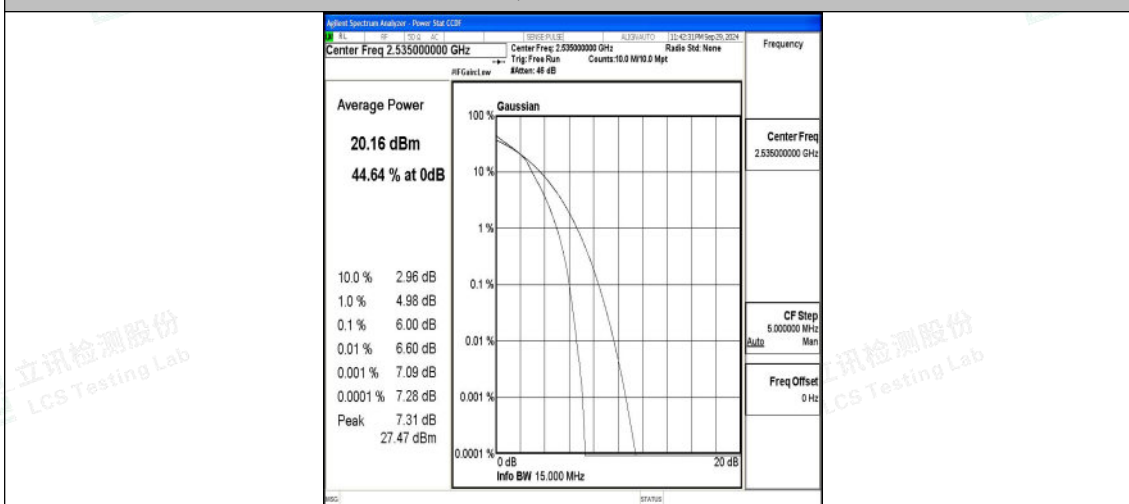 Agilent Spectrum Analyzer - Power Stat CCDF
RL RF 50 Ω AC SENSE:PULSE ALIGNAUTO 11:42:31PM Sep 29, 2024
Center Freq 2.535000000 GHz
Center Freq: 2.535000000 GHz Radio Std: None
Trig: Free Run Counts:10.0 M/10.0 Mpt
#IFGain:Low #Atten: 46 dB
Frequency
Average Power
20.16 dBm
44.64 % at 0dB
10.0 % 2.96 dB
1.0 % 4.98 dB
0.1 % 6.00 dB
0.01 % 6.60 dB
0.001 % 7.09 dB
0.0001 % 7.28 dB
Peak 7.31 dB
27.47 dBm
Gaussian
100 %
10 %
1 %
0.1 %
0.01 %
0.001 %
0.0001 %
0 dB 20 dB
Info BW 15.000 MHz
Center Freq
2.535000000 GHz
CF Step
5.000000 MHz
Auto Man
Freq Offset
0 Hz
MSG STATUS
立讯检测股份
LCS Testing Lab
立讯检测股份
LCS Testing Lab